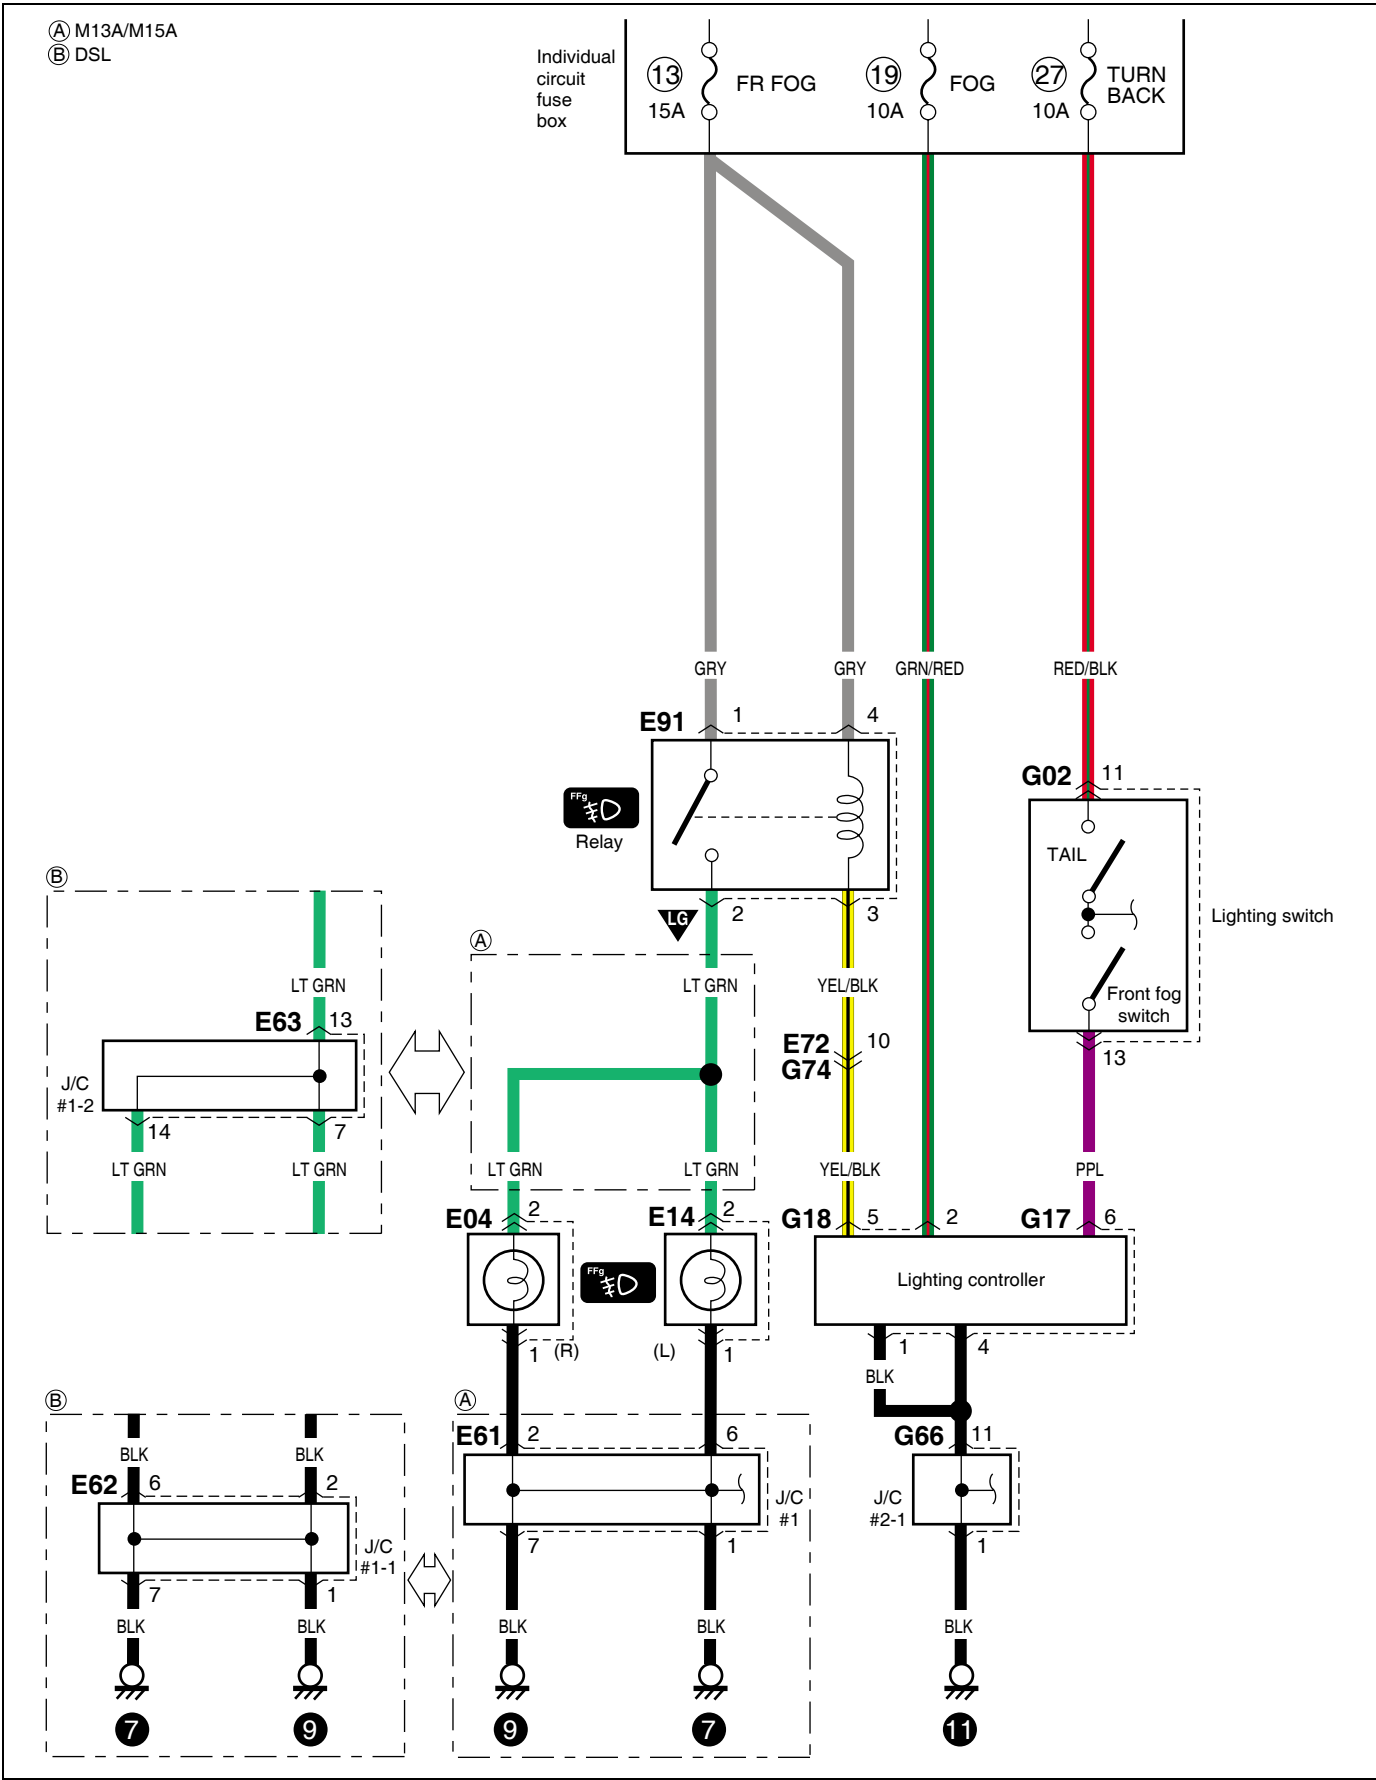 Ⓐ M13A/M15A
Ⓑ DSL
Individual
circuit
fuse
box
13
15A
FR FOG
19
10A
FOG
27
10A
TURN
BACK
GRY
GRY
GRN/RED
RED/BLK
E91
1
4
G02
11
FFg
Relay
TAIL
Lighting switch
Front fog
switch
LG
2
3
13
Ⓑ
Ⓐ
LT GRN
LT GRN
YEL/BLK
E63
13
E72
10
G74
J/C
#1-2
14
7
LT GRN
LT GRN
LT GRN
LT GRN
YEL/BLK
PPL
E04
2
E14
2
G18
5
2
G17
6
FFg
Lighting controller
1
(R)
(L)
1
1
4
BLK
Ⓑ
Ⓐ
BLK
BLK
E61
2
6
G66
11
E62
6
2
J/C
#1
J/C
#2-1
7
1
1
J/C
#1-1
7
1
BLK
BLK
BLK
BLK
BLK
7
9
9
7
11